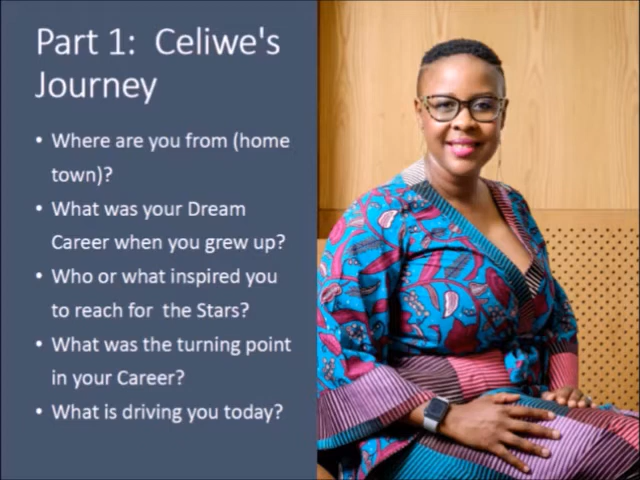 Part 1:  Celiwe's
Journey
• Where are you from (home
town)?
• What was your Dream
Career when you grew up?
• Who or what inspired you
to reach for  the Stars?
• What was the turning point
in your Career?
• What is driving you today?